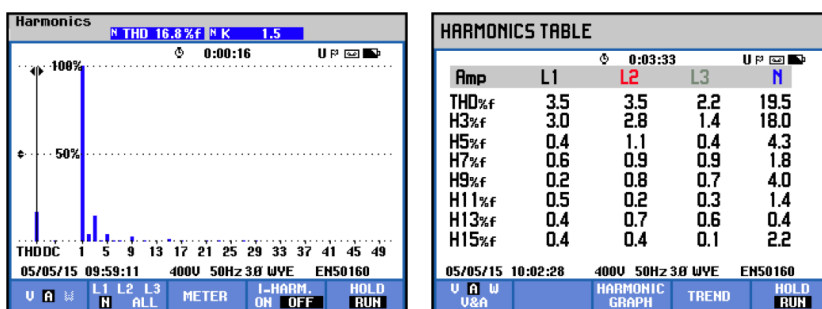 Harmonics
N THD 16.8%f N K 1.5
0:00:16 U
100%
50%
THDDC 1 5 9 13 17 21 25 29 33 37 41 45 49
05/05/15 09:59:11 400V 50Hz 3.0 WYE EN50160
V A W L1 L2 L3 N ALL METER I-HARM. ON OFF HOLD RUN
HARMONICS TABLE
0:03:33 U
Amp L1 L2 L3 N
THD%f 3.5 3.5 2.2 19.5
H3%f 3.0 2.8 1.4 18.0
H5%f 0.4 1.1 0.4 4.3
H7%f 0.6 0.9 0.9 1.8
H9%f 0.2 0.8 0.7 4.0
H11%f 0.5 0.2 0.3 1.4
H13%f 0.4 0.7 0.6 0.4
H15%f 0.4 0.4 0.1 2.2
05/05/15 10:02:28 400V 50Hz 3.0 WYE EN50160
V A W V&A HARMONIC GRAPH TREND HOLD RUN